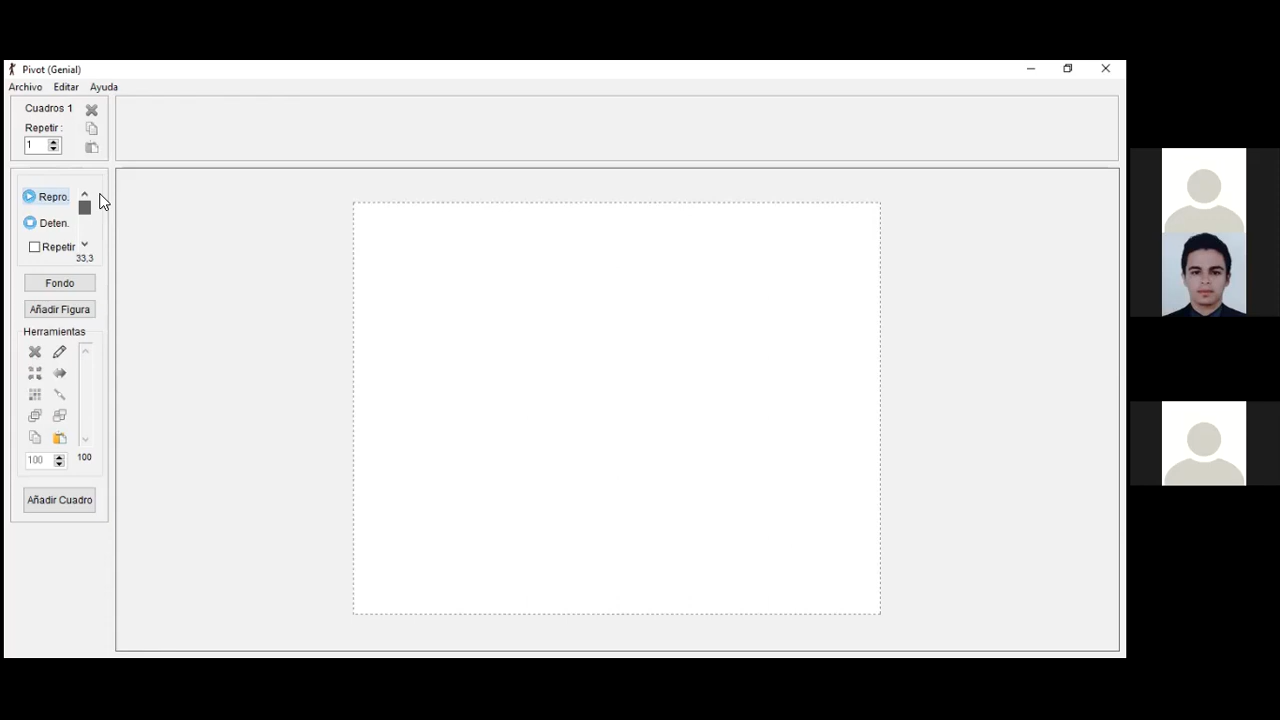 Pivot (Genial)
Archivo Editar Ayuda
Cuadros 1
Repetir :
1
Repro.
Deten.
Repetir
33,3
Fondo
Añadir Figura
Herramientas
100
100
Añadir Cuadro